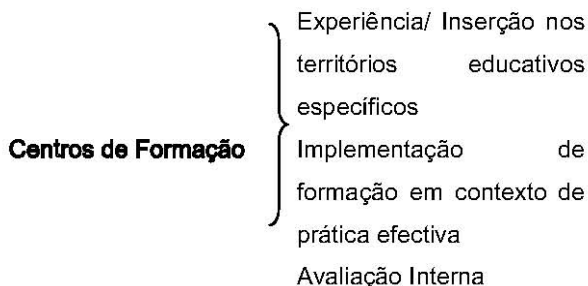 Experiência/ Inserção nos
territórios educativos
específicos
Centros de Formação
Implementação de
formação em contexto de
prática efectiva
Avaliação Interna